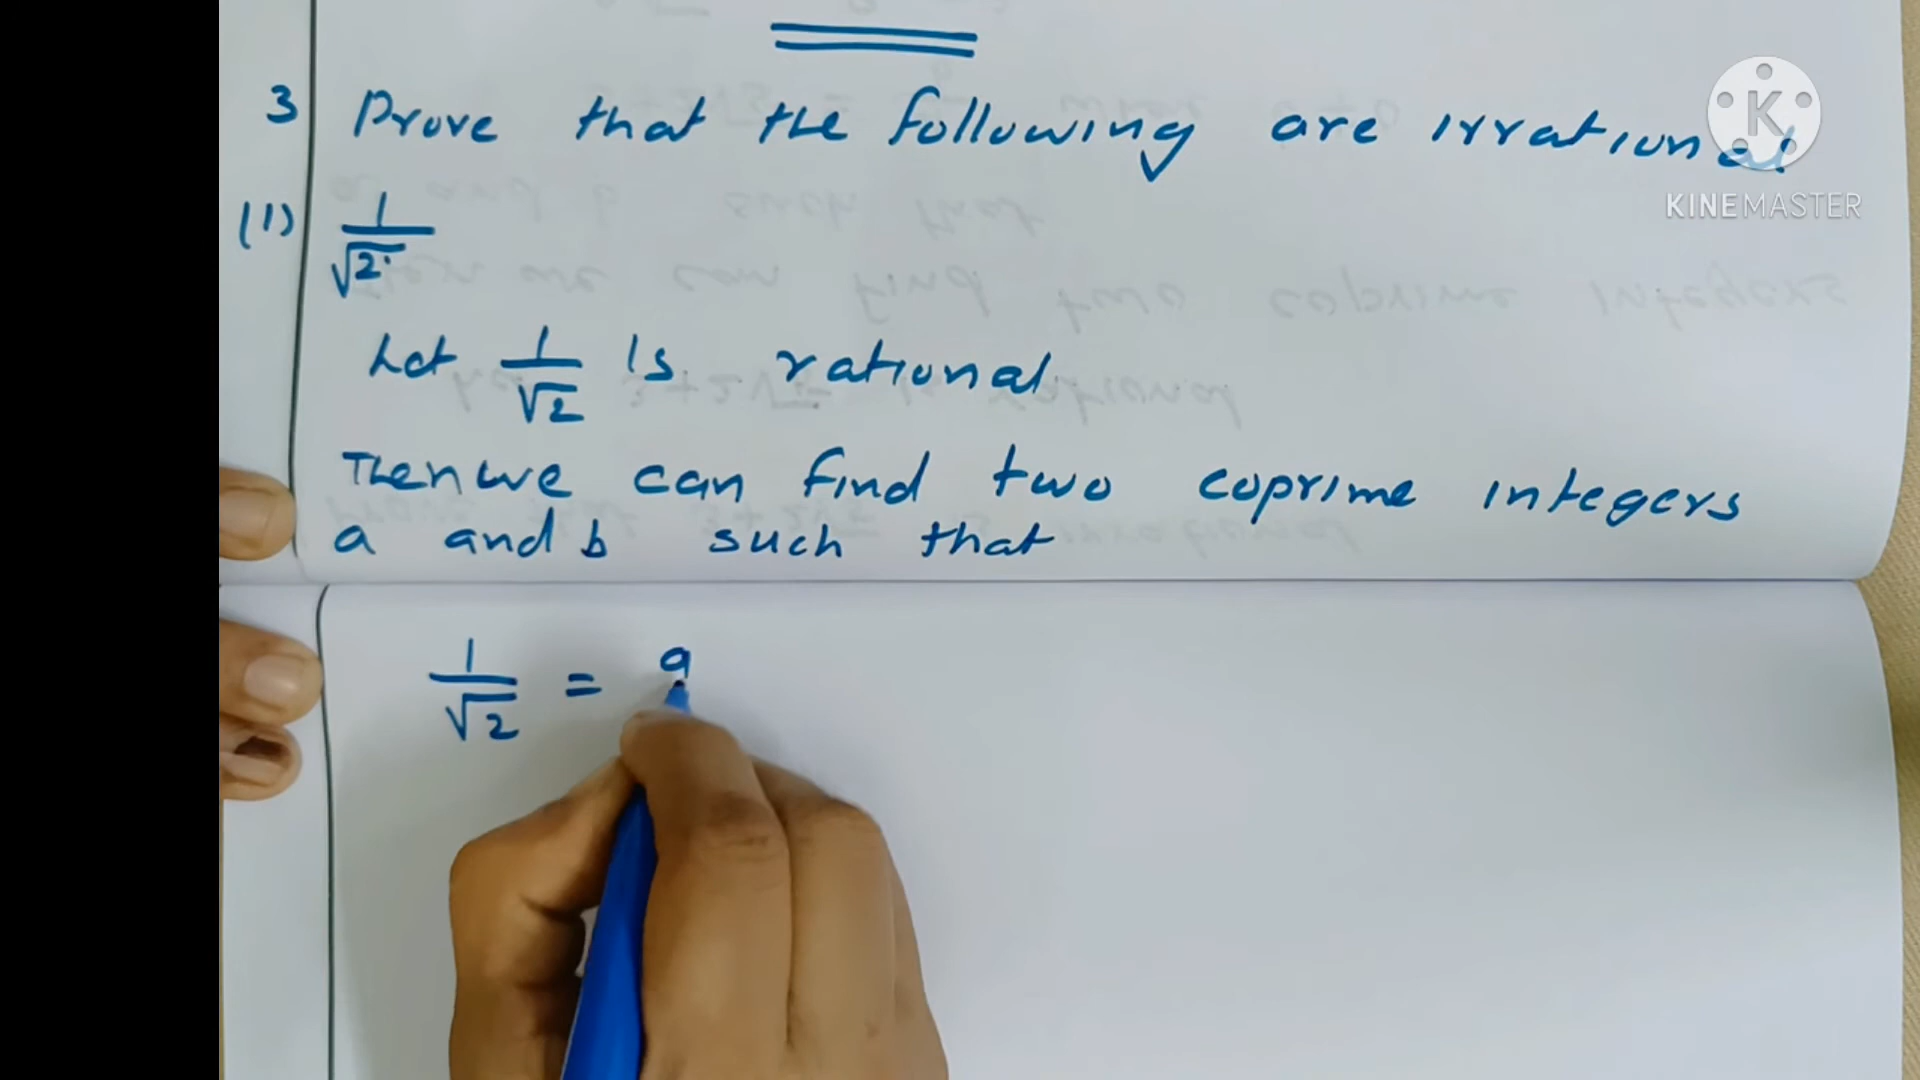 3 Prove that the following are irrational
(1) 1/√2
Let 1/√2 is rational
Then we can find two coprime integers
a and b such that
1/√2 = a
K
KINEMASTER